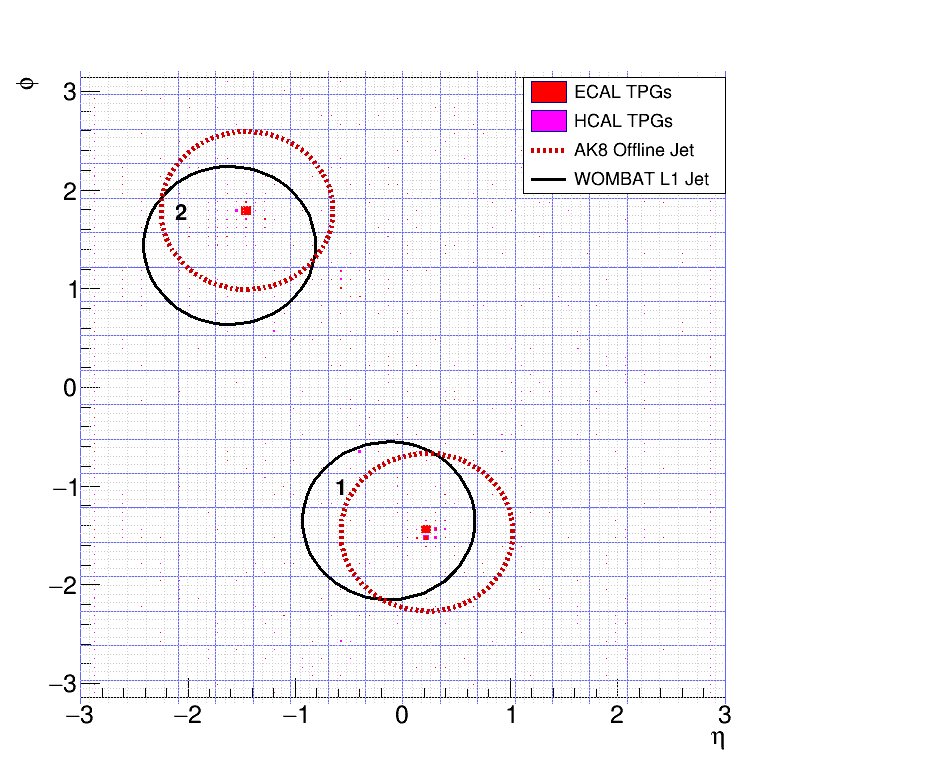 φ
3
2
1
0
−1
−2
−3
ECAL TPGs
HCAL TPGs
AK8 Offline Jet
WOMBAT L1 Jet
2
1
−3 −2 −1 0 1 2 3
η